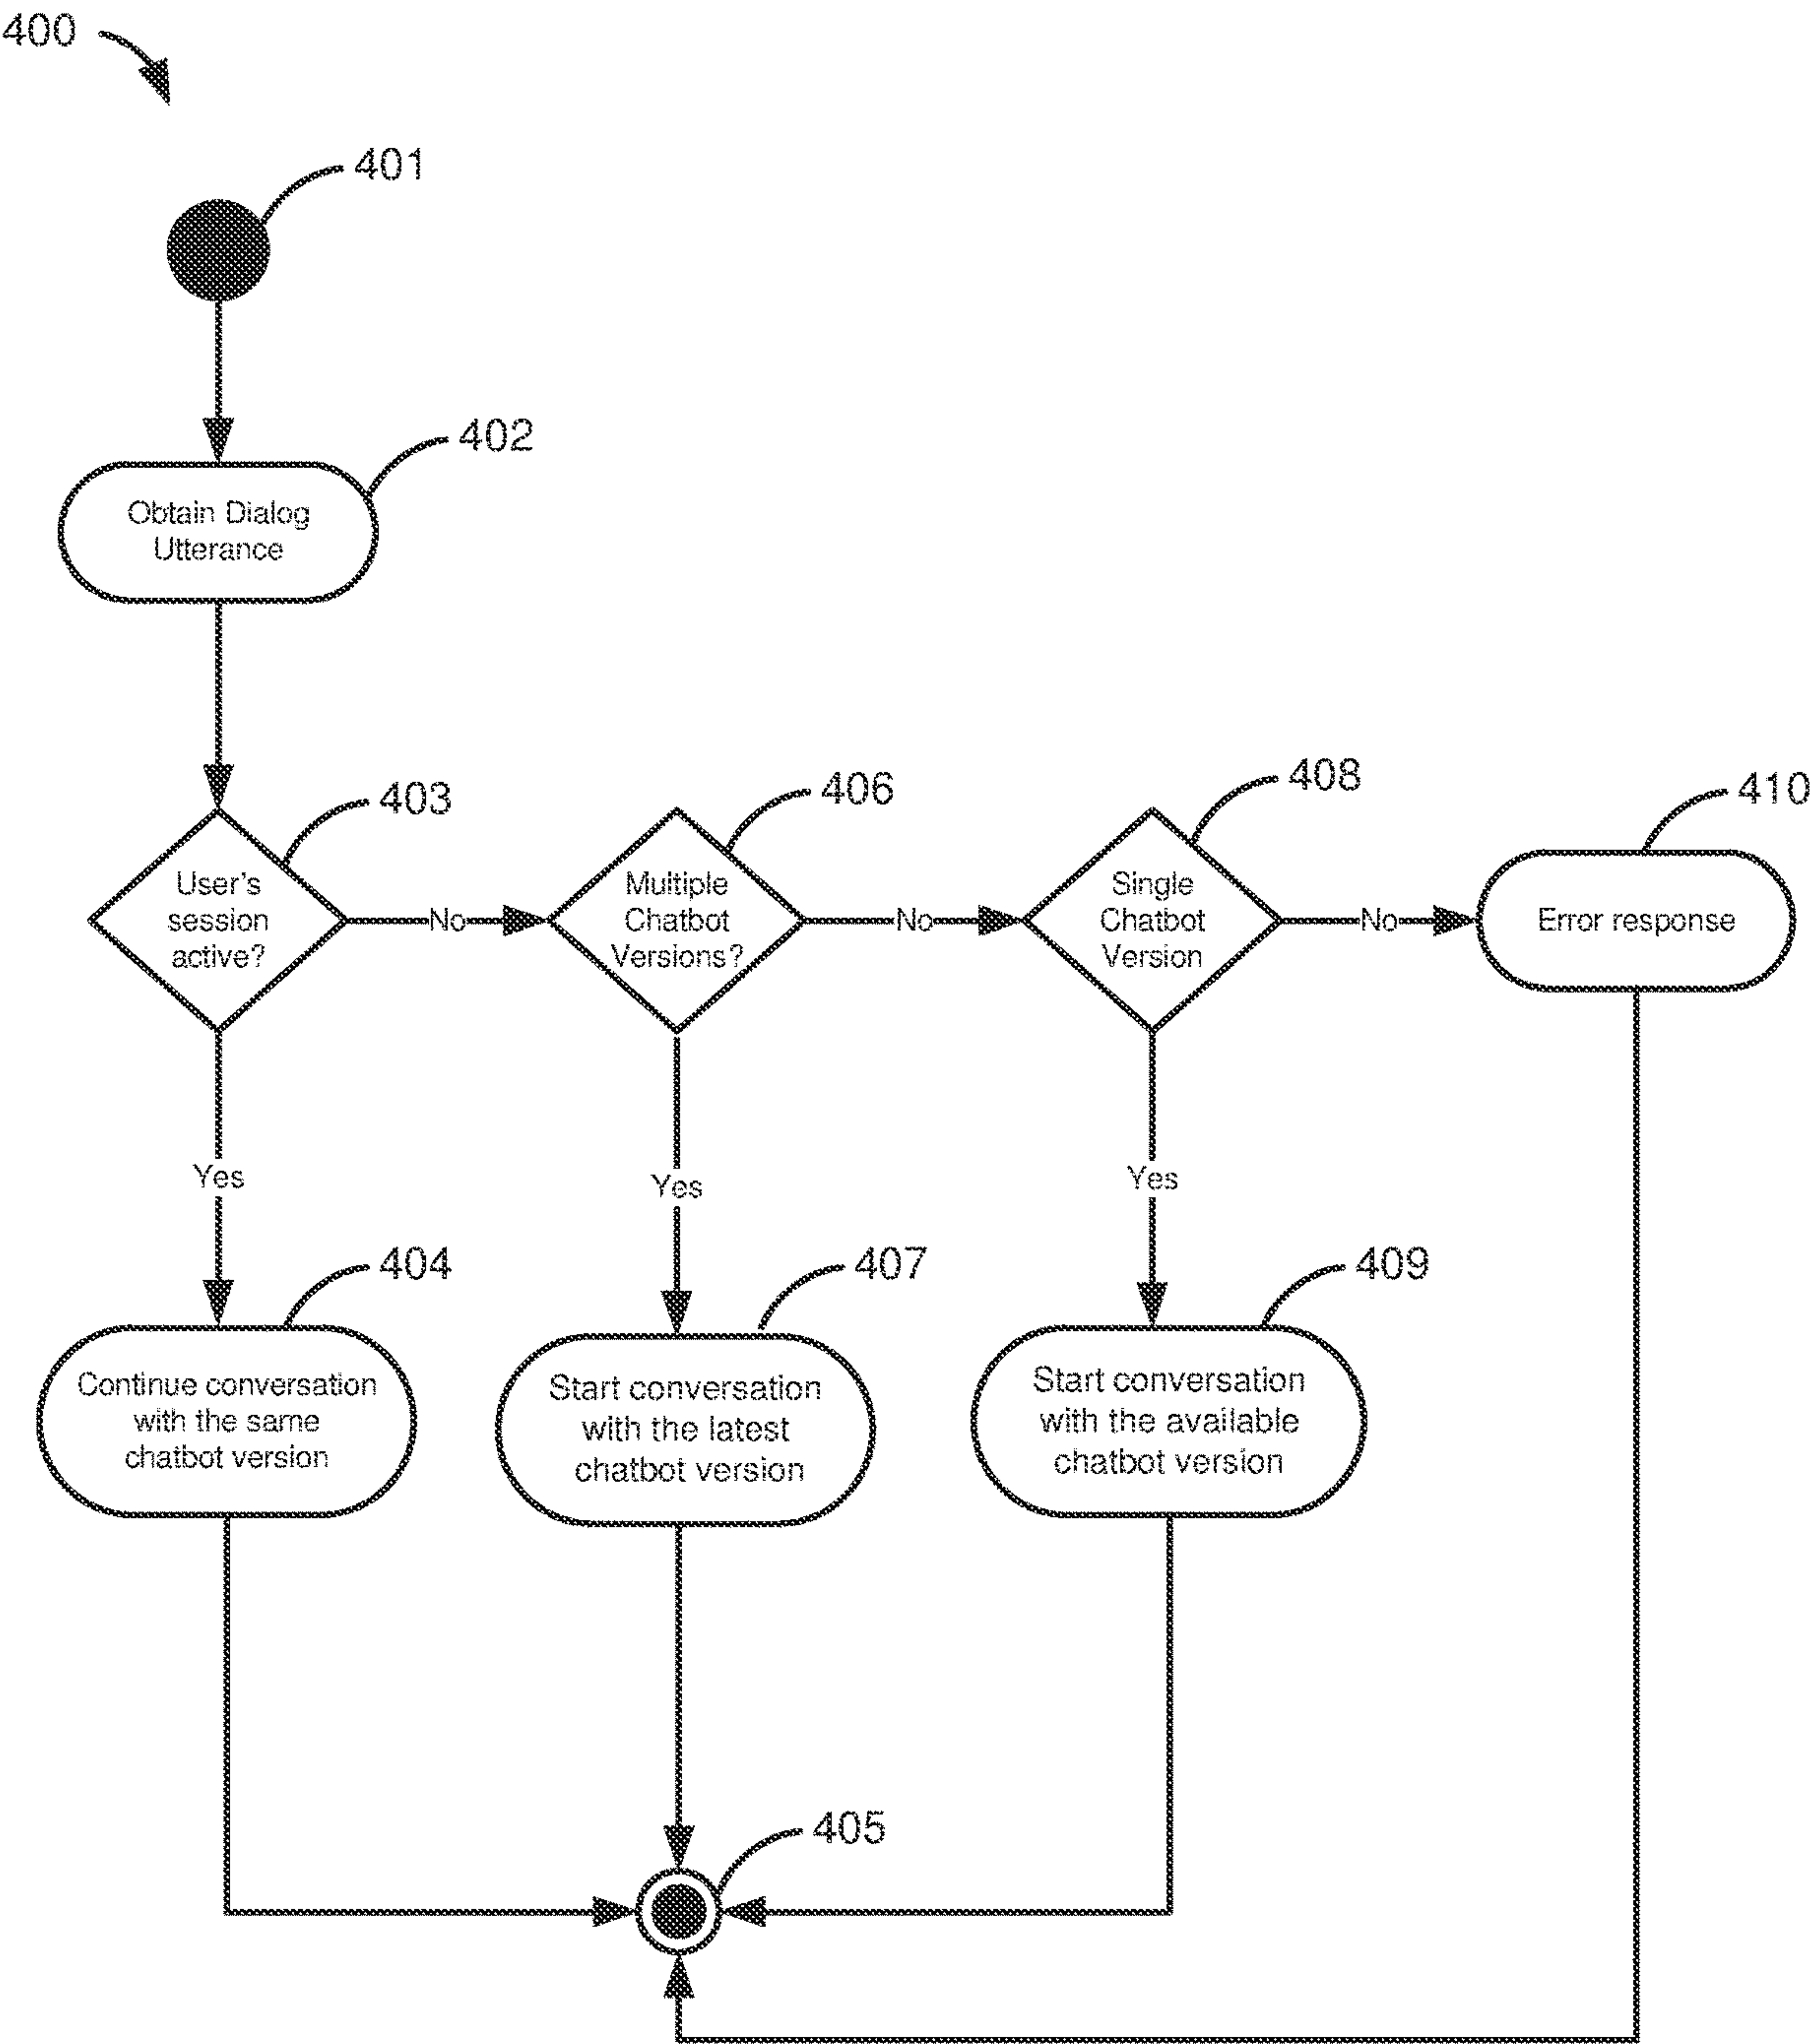 400
401
402
Obtain Dialog
Utterance
403
User's
session
active?
No
406
Multiple
Chatbot
Versions?
No
408
Single
Chatbot
Version
No
410
Error response
Yes
Yes
Yes
404
Continue conversation
with the same
chatbot version
407
Start conversation
with the latest
chatbot version
409
Start conversation
with the available
chatbot version
405